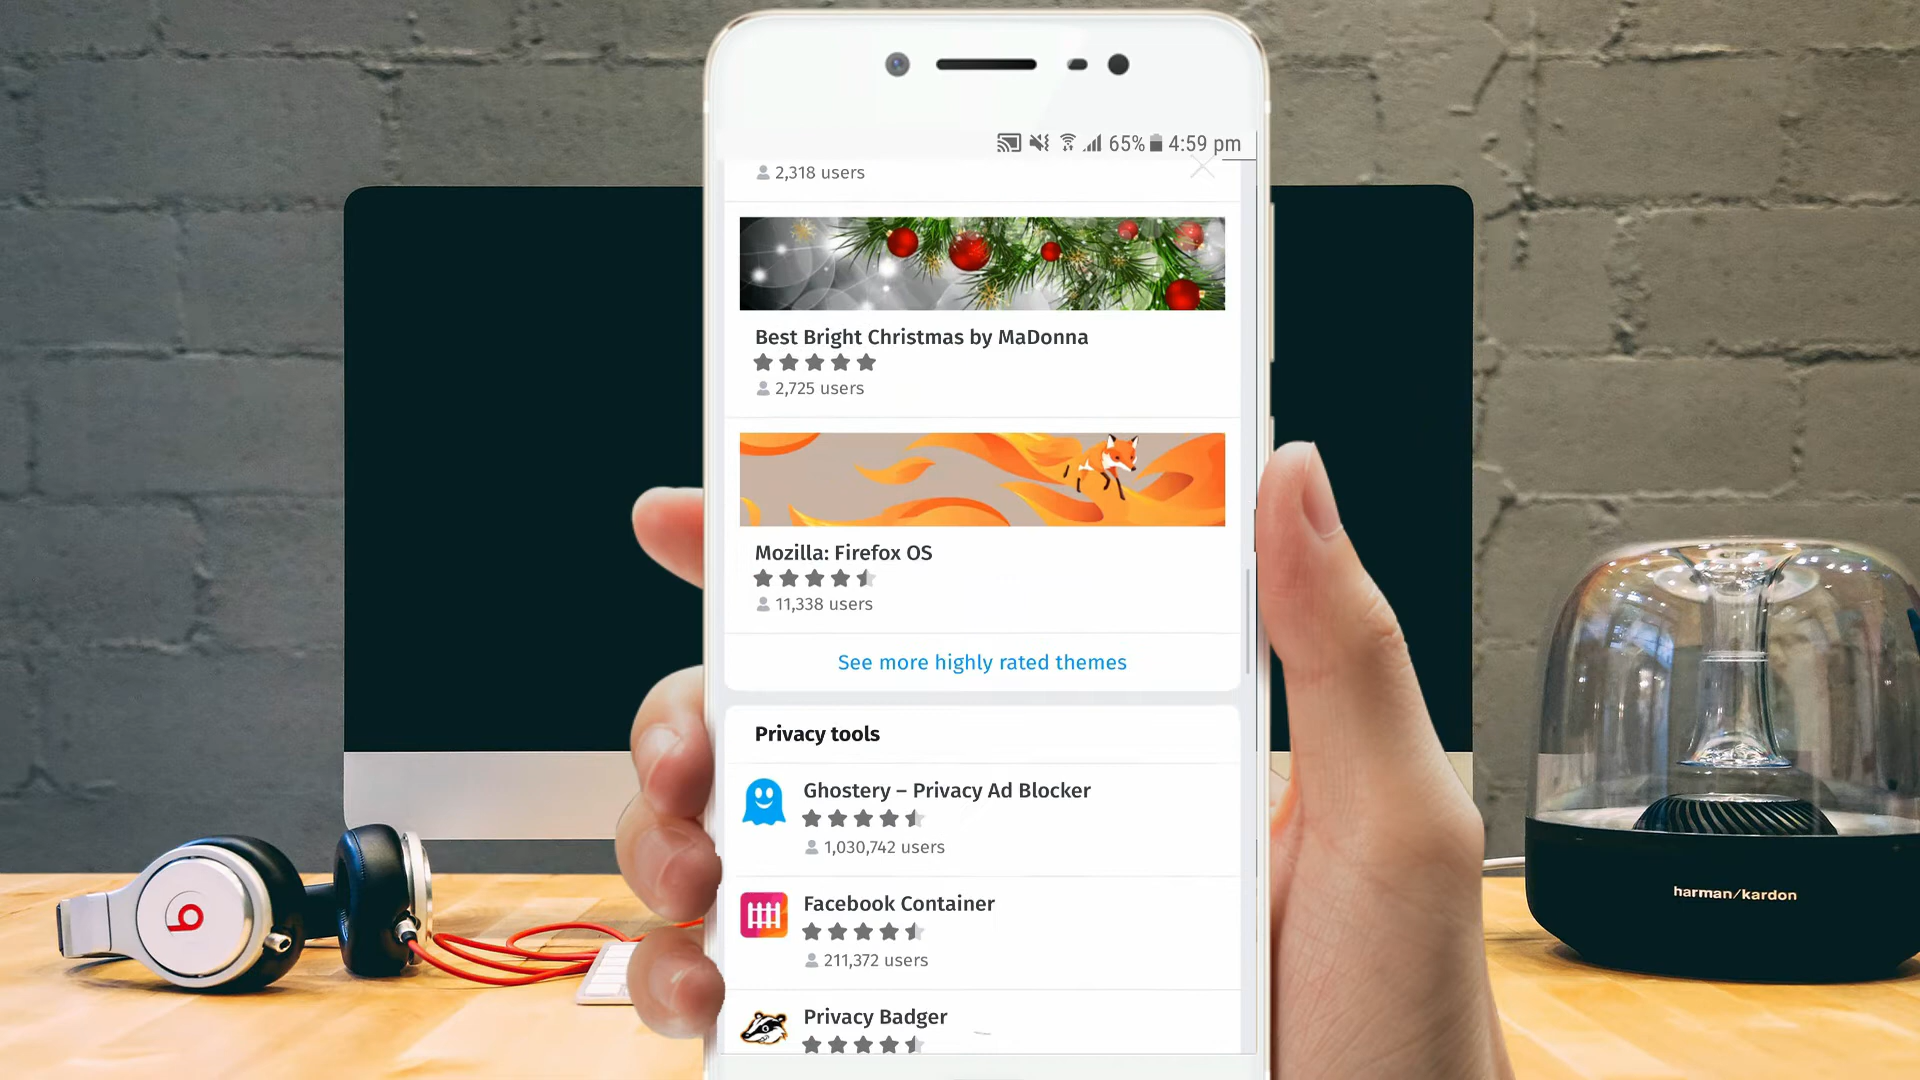 65% 4:59 pm
2,318 users
Best Bright Christmas by MaDonna
2,725 users
Mozilla: Firefox OS
11,338 users
See more highly rated themes
Privacy tools
Ghostery – Privacy Ad Blocker
1,030,742 users
Facebook Container
211,372 users
Privacy Badger
b
harman/kardon